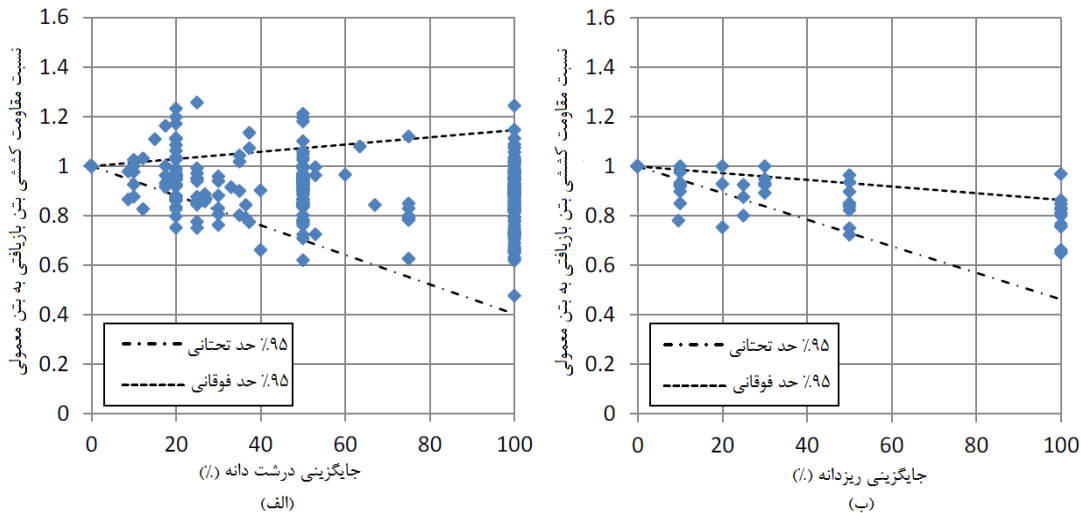 نسبت مقاومت کششی بتن بازیافتی به بتن معمولی
1.6
1.4
1.2
1
0.8
0.6
0.4
0.2
0
0 20 40 60 80 100
٪۹۵ حد تحتانی
٪۹۵ حد فوقانی
جایگزینی درشت دانه (٪)
(الف)
نسبت مقاومت کششی بتن بازیافتی به بتن معمولی
1.6
1.4
1.2
1
0.8
0.6
0.4
0.2
0
0 20 40 60 80 100
٪۹۵ حد تحتانی
٪۹۵ حد فوقانی
جایگزینی ریزدانه (٪)
(ب)